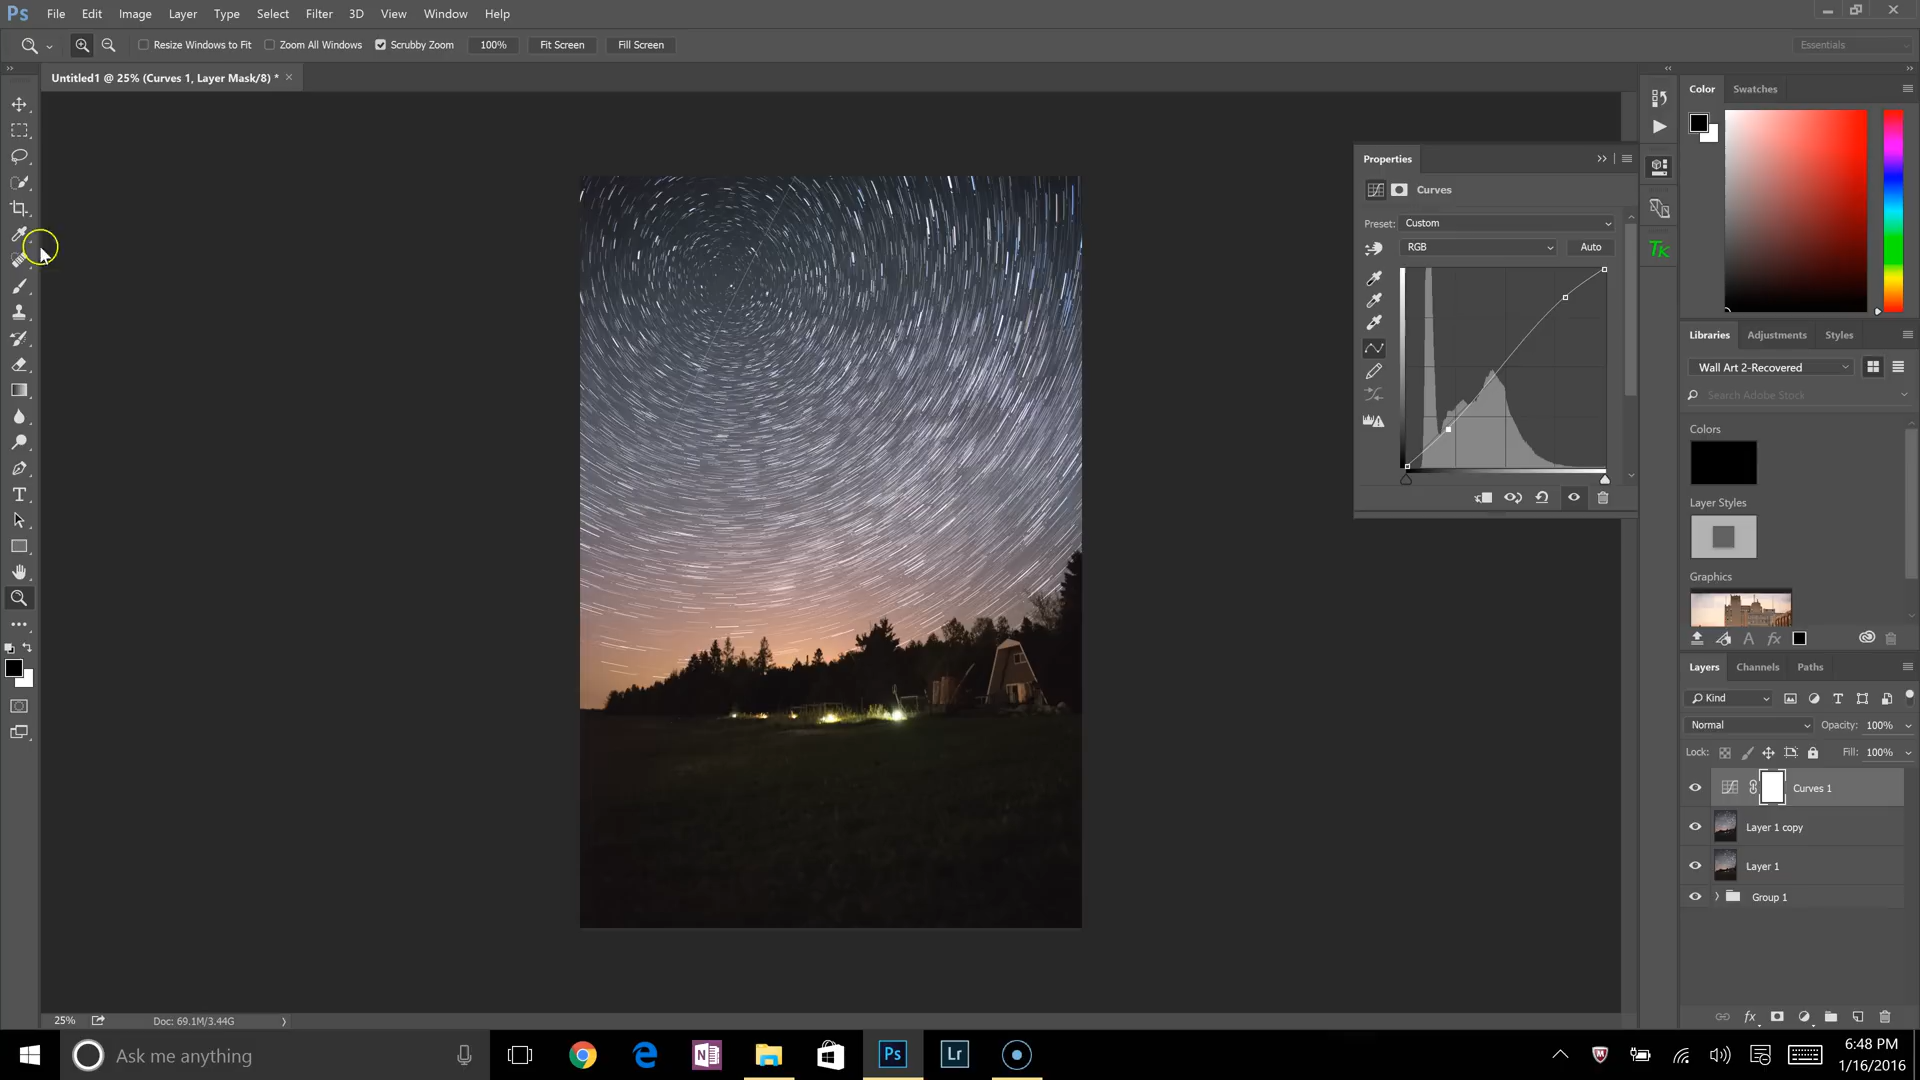 Ps File Edit Image Layer Type Select Filter 3D View Window Help
Resize Windows to Fit Zoom All Windows Scrubby Zoom 100% Fit Screen Fill Screen Essentials
Untitled1 @ 25% (Curves 1, Layer Mask/8) *
Color Swatches
Properties
Curves
Preset: Custom
RGB Auto
TK
Libraries Adjustments Styles
Wall Art 2-Recovered
Search Adobe Stock
Colors
Layer Styles
Graphics
Layers Channels Paths
Kind
Normal Opacity: 100%
Lock: Fill: 100%
Curves 1
Layer 1 copy
Layer 1
Group 1
25% Doc: 69.1M/3.44G
Ask me anything
Ps Lr
6:48 PM
1/16/2016